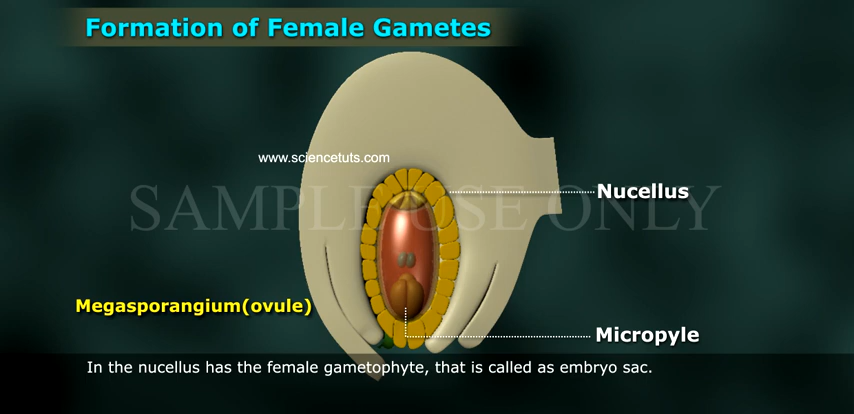 Formation of Female Gametes
www.sciencetuts.com
Nucellus
SAMPLE USE ONLY
Megasporangium(ovule)
Micropyle
In the nucellus has the female gametophyte, that is called as embryo sac.